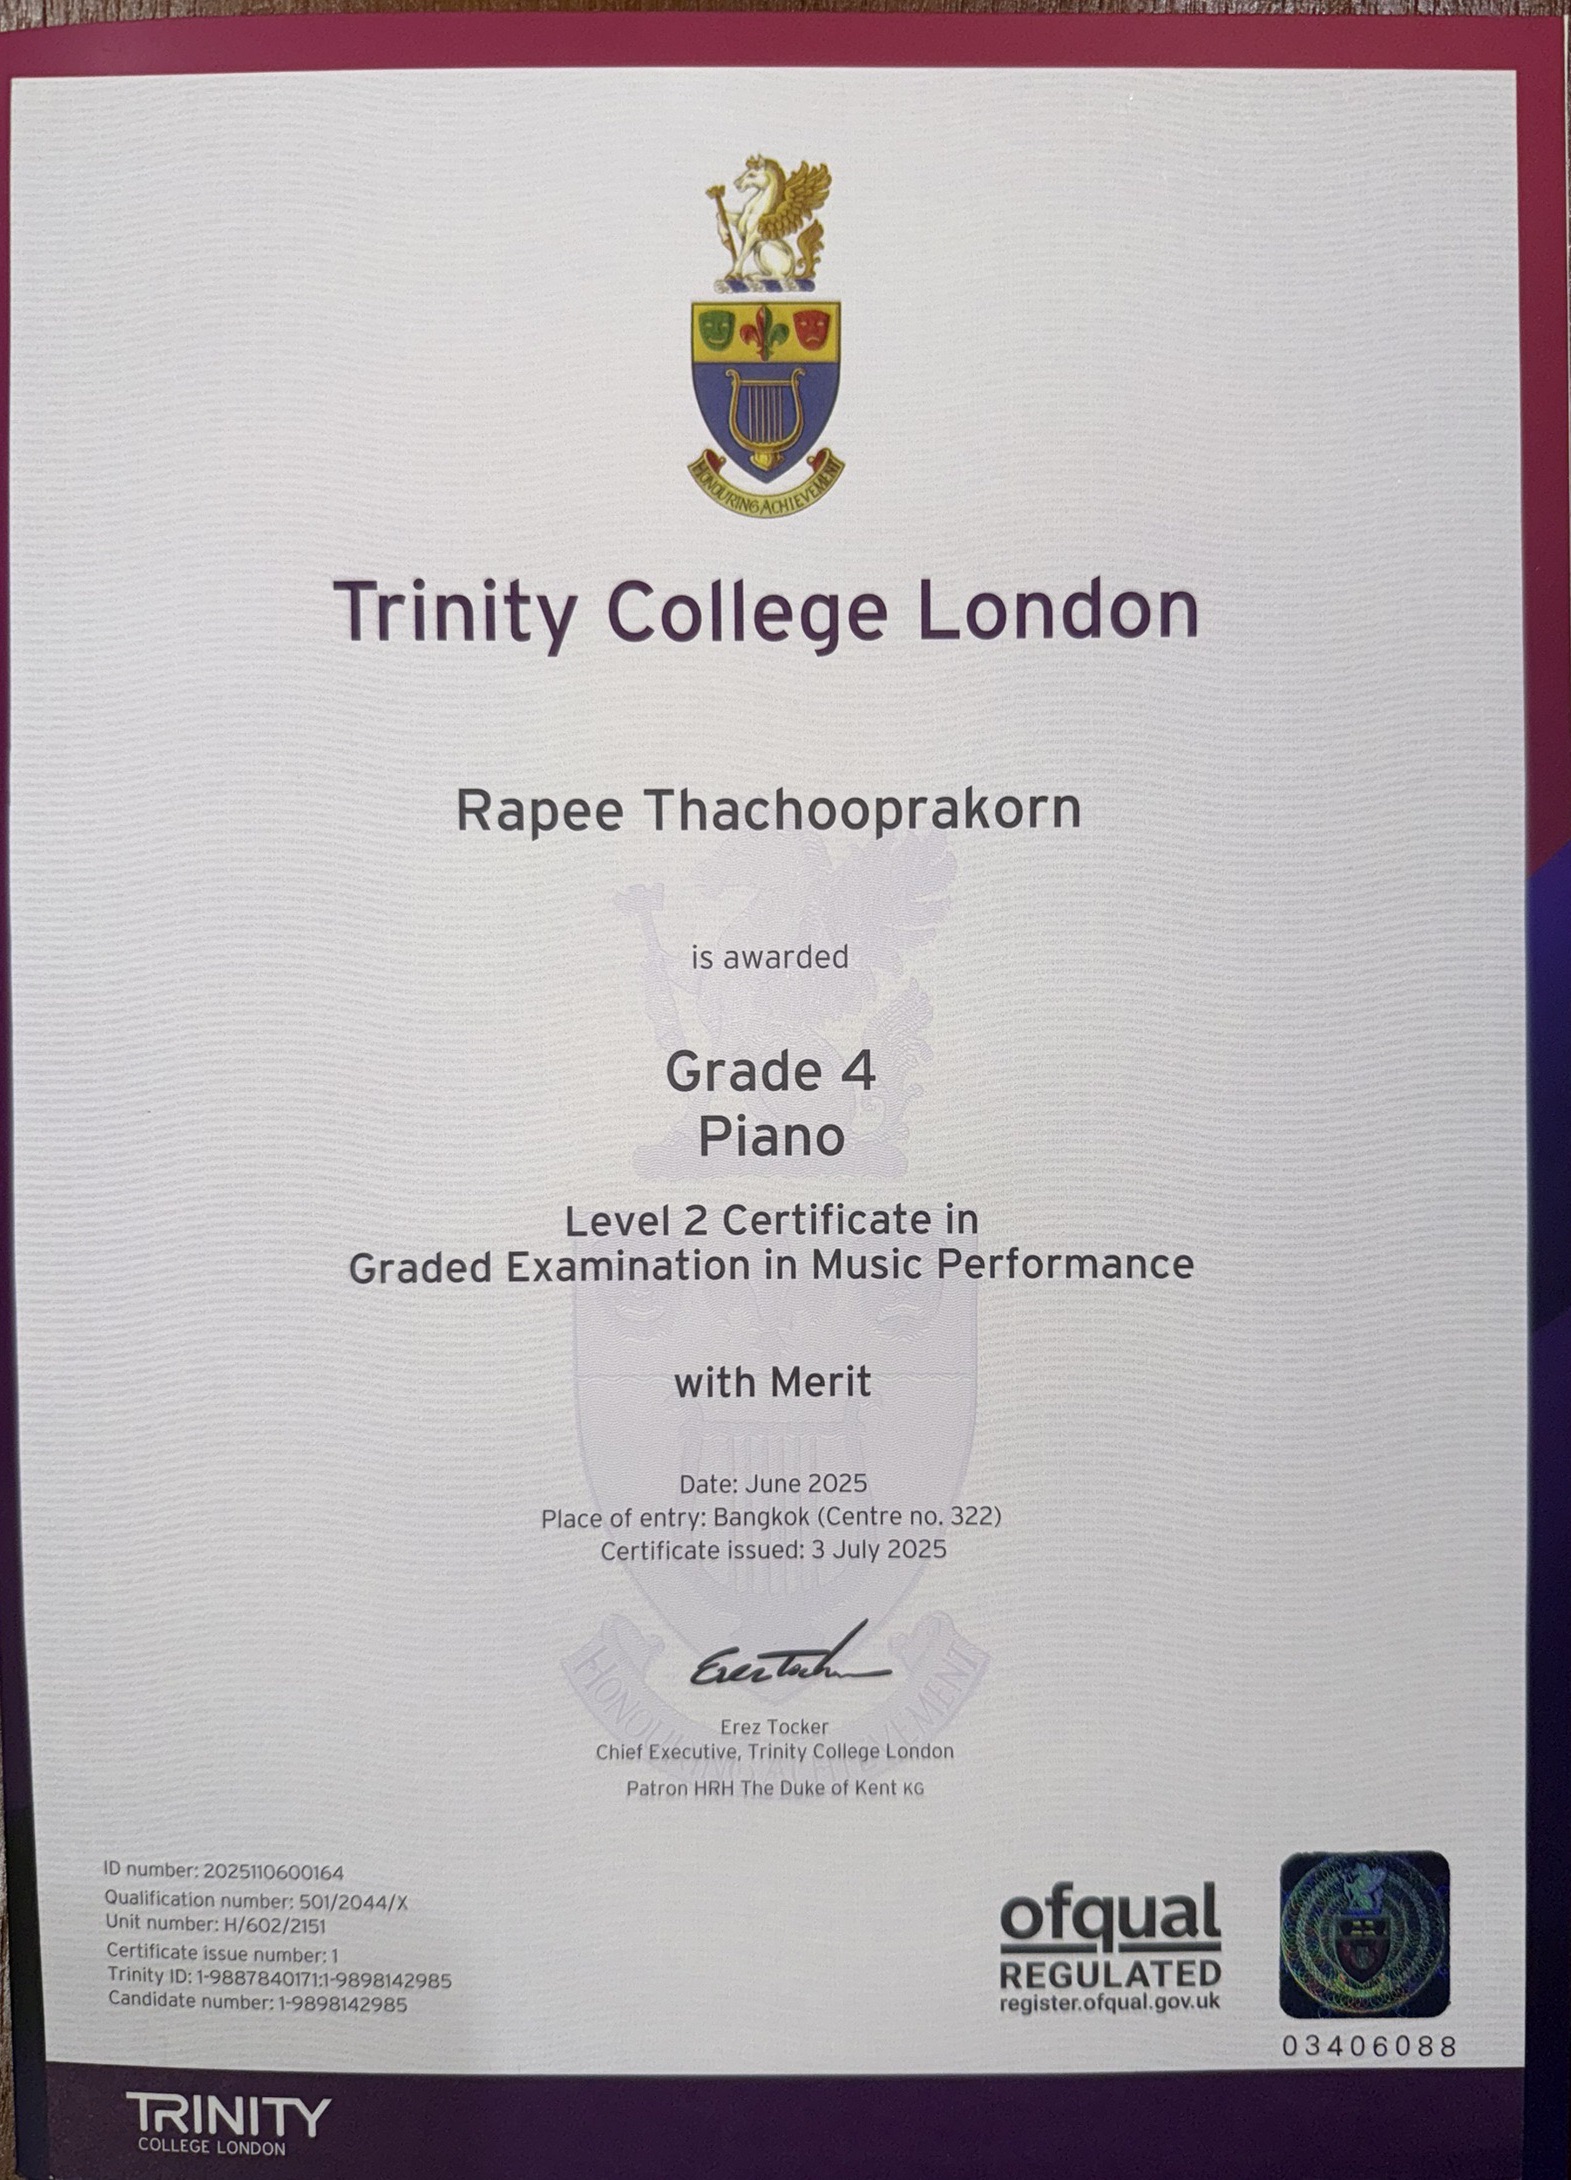 HONOURING ACHIEVEMENT
Trinity College London
Rapee Thachooprakorn
is awarded
Grade 4
Piano
Level 2 Certificate in
Graded Examination in Music Performance
with Merit
Date: June 2025
Place of entry: Bangkok (Centre no. 322)
Certificate issued: 3 July 2025
Erez Tocker
HONOURING ACHIEVEMENT
Erez Tocker
Chief Executive, Trinity College London
Patron HRH The Duke of Kent KG
ID number: 2025110600164
Qualification number: 501/2044/X
Unit number: H/602/2151
Certificate issue number: 1
Trinity ID: 1-9887840171:1-9898142985
Candidate number: 1-9898142985
ofqual
REGULATED
register.ofqual.gov.uk
03406088
TRINITY
COLLEGE LONDON